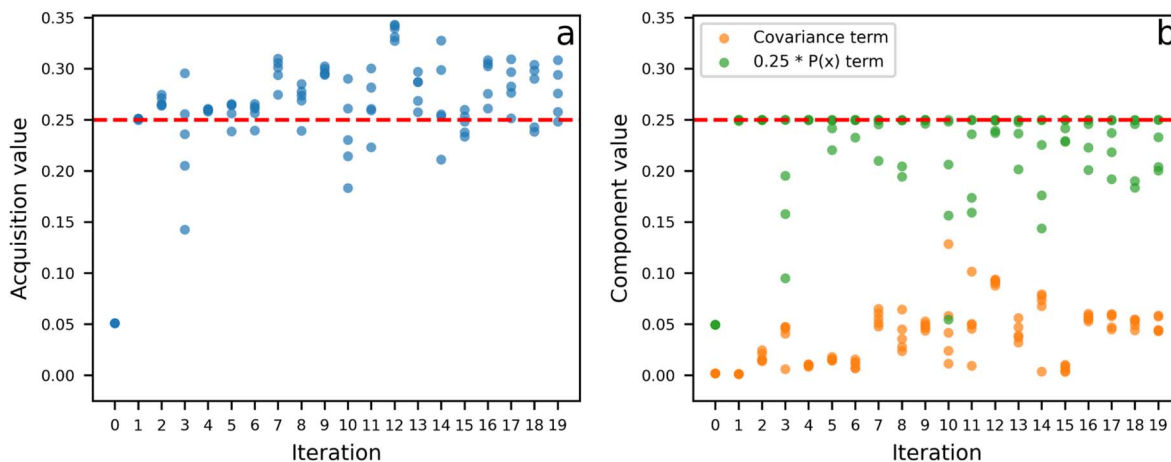 a
0.35
0.30
0.25
0.20
0.15
0.10
0.05
0.00
Acquisition value
0 1 2 3 4 5 6 7 8 9 10 11 12 13 14 15 16 17 18 19
Iteration
b
Covariance term
0.25 * P(x) term
0.35
0.30
0.25
0.20
0.15
0.10
0.05
0.00
Component value
0 1 2 3 4 5 6 7 8 9 10 11 12 13 14 15 16 17 18 19
Iteration